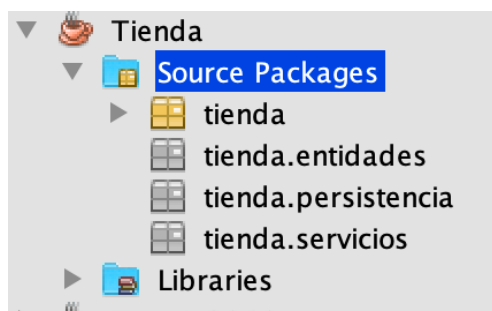 Tienda
Source Packages
tienda
tienda.entidades
tienda.persistencia
tienda.servicios
Libraries